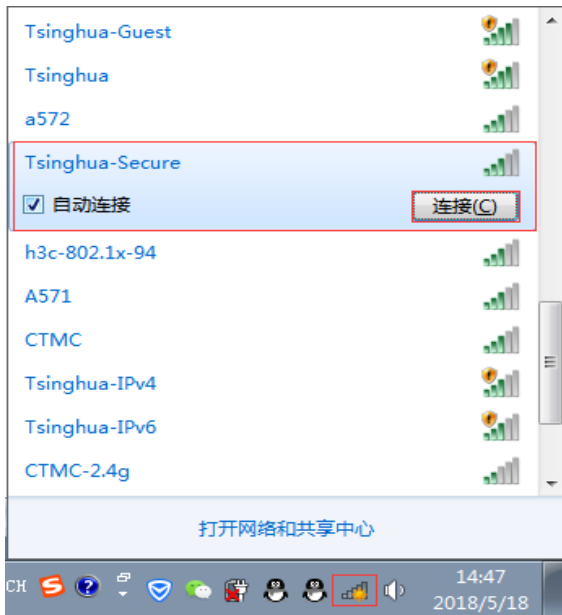 Tsinghua-Guest
Tsinghua
a572
Tsinghua-Secure
自动连接 连接(C)
h3c-802.1x-94
A571
CTMC
Tsinghua-IPv4
Tsinghua-IPv6
CTMC-2.4g
打开网络和共享中心
CH 14:47
2018/5/18